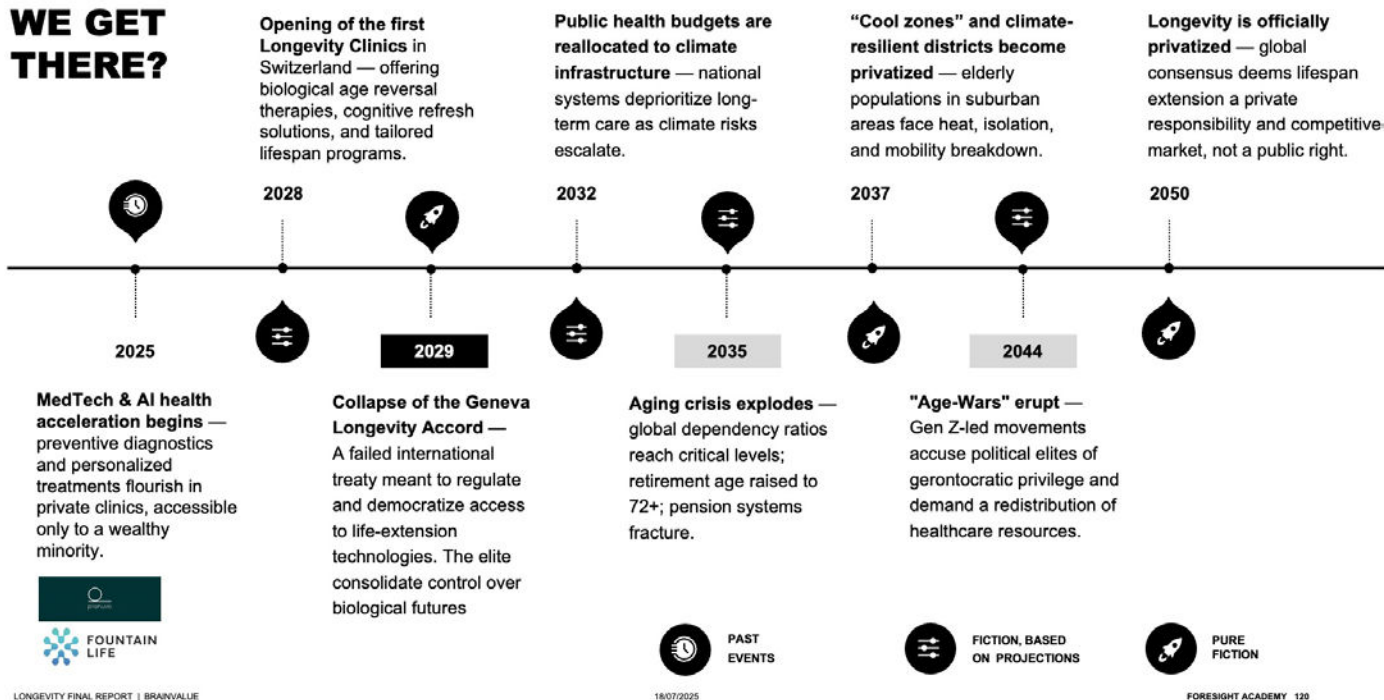 WE GET
THERE?
Opening of the first
Longevity Clinics in
Switzerland — offering
biological age reversal
therapies, cognitive refresh
solutions, and tailored
lifespan programs.
2028
Public health budgets are
reallocated to climate
infrastructure — national
systems deprioritize long-
term care as climate risks
escalate.
2032
“Cool zones” and climate-
resilient districts become
privatized — elderly
populations in suburban
areas face heat, isolation,
and mobility breakdown.
2037
Longevity is officially
privatized — global
consensus deems lifespan
extension a private
responsibility and competitive
market, not a public right.
2050
2025
MedTech & AI health
acceleration begins —
preventive diagnostics
and personalized
treatments flourish in
private clinics, accessible
only to a wealthy
minority.
FOUNTAIN
LIFE
2029
Collapse of the Geneva
Longevity Accord —
A failed international
treaty meant to regulate
and democratize access
to life-extension
technologies. The elite
consolidate control over
biological futures
2035
Aging crisis explodes —
global dependency ratios
reach critical levels;
retirement age raised to
72+; pension systems
fracture.
2044
"Age-Wars" erupt —
Gen Z-led movements
accuse political elites of
gerontocratic privilege and
demand a redistribution of
healthcare resources.
PAST
EVENTS
FICTION, BASED
ON PROJECTIONS
PURE
FICTION
LONGEVITY FINAL REPORT | BRAINVALUE
18/07/2025
FORESIGHT ACADEMY 120